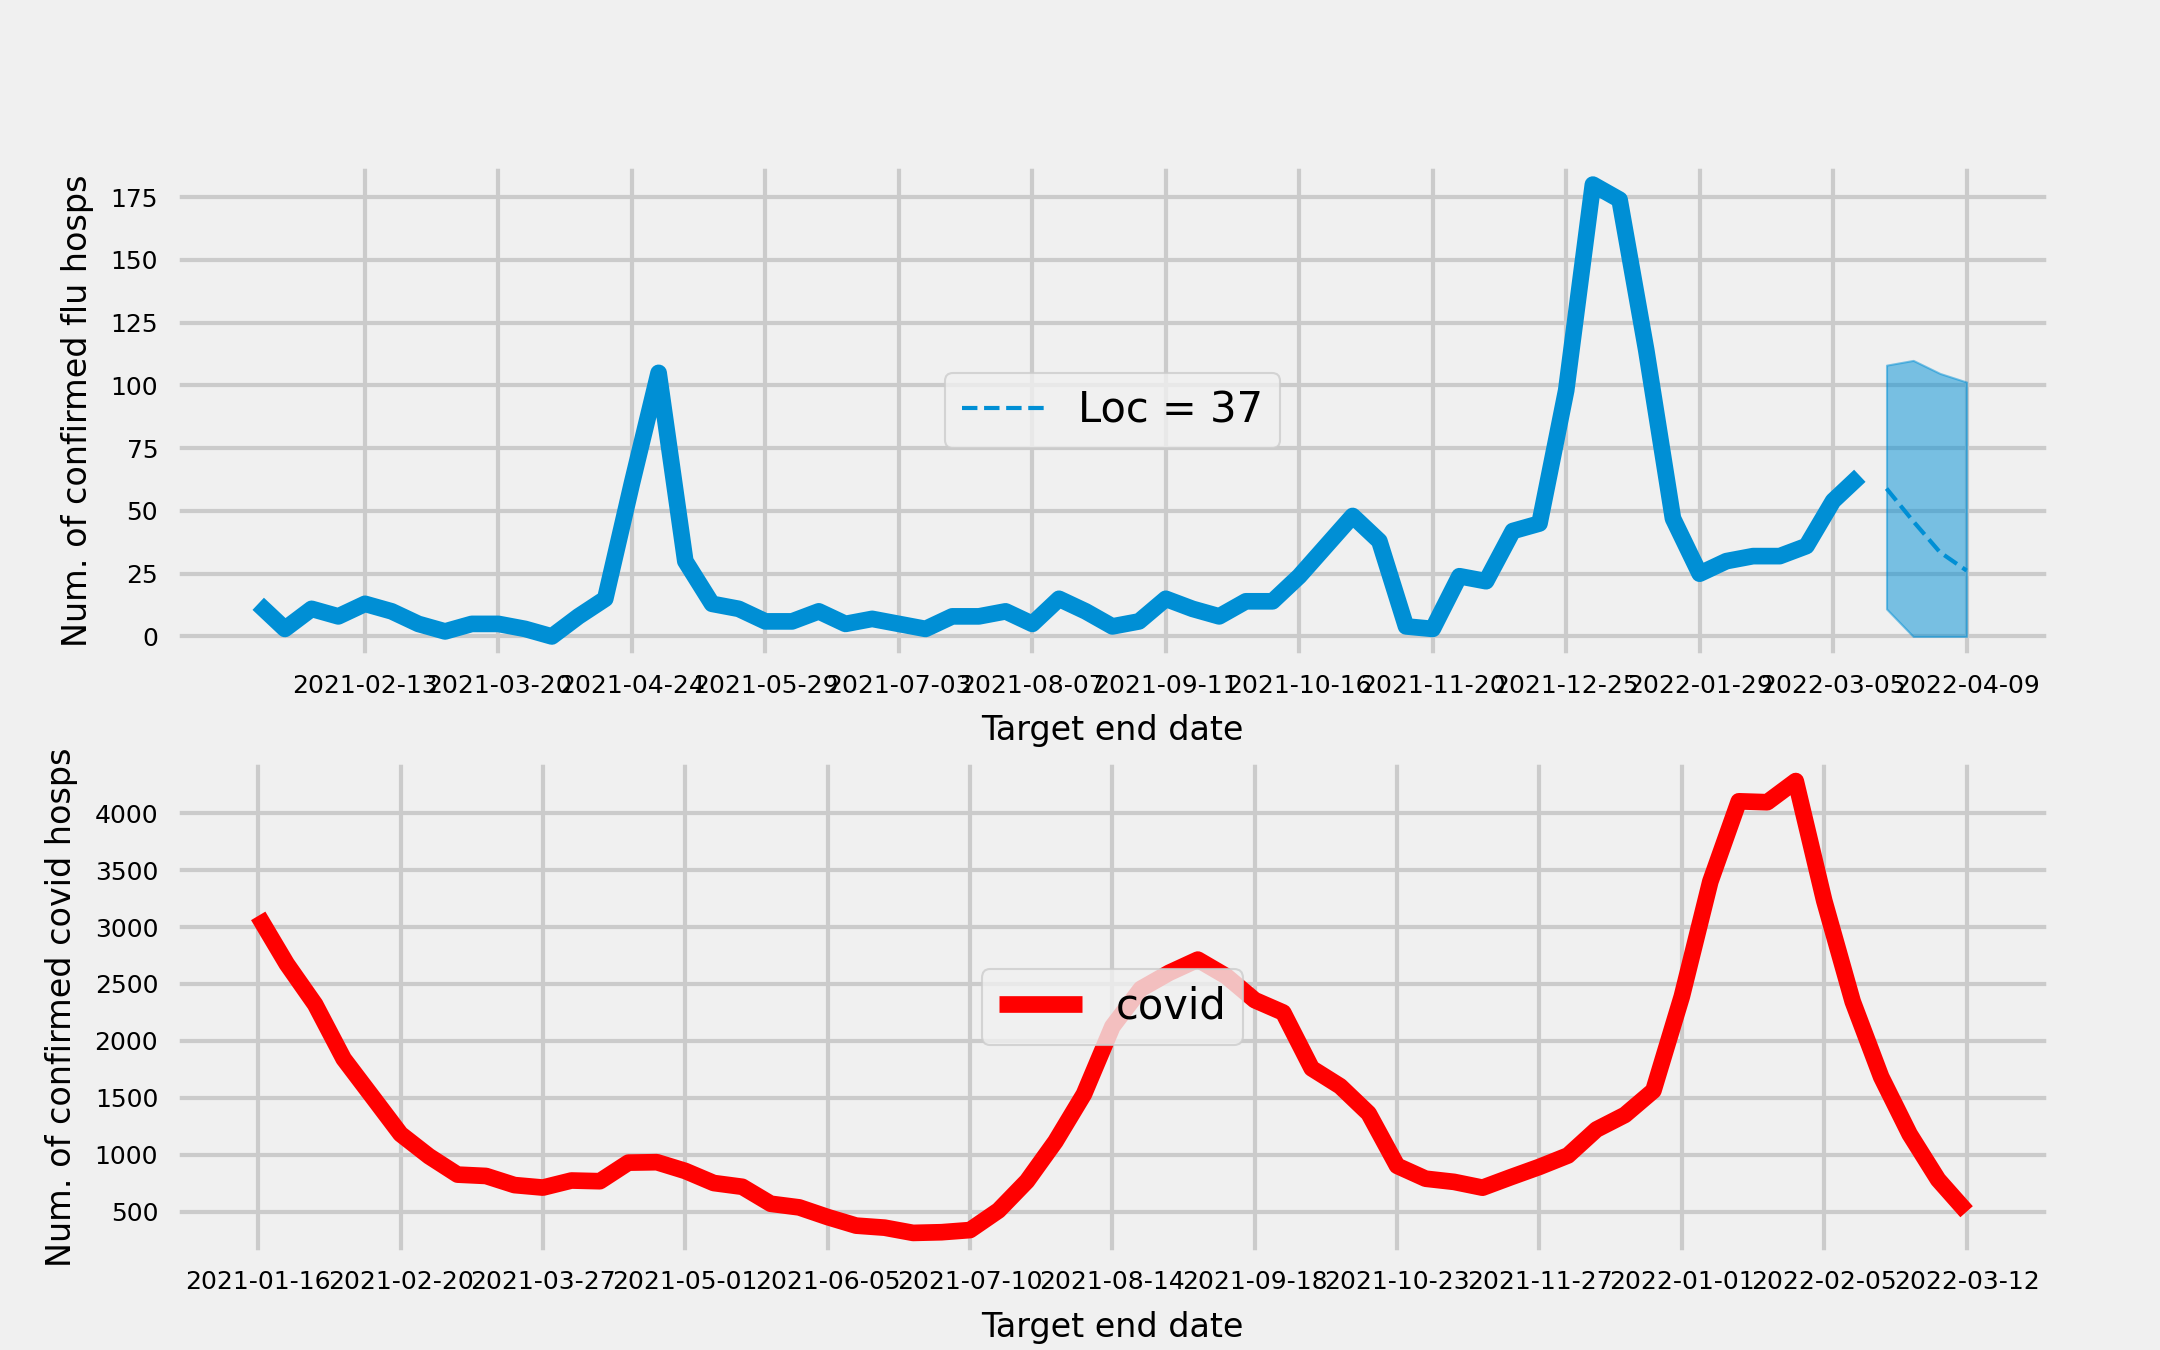 Num. of confirmed flu hosps
175
150
125
100
75
50
25
0
Loc = 37
2021-02-13 2021-03-20 2021-04-24 2021-05-29 2021-07-03 2021-08-07 2021-09-11 2021-10-16 2021-11-20 2021-12-25 2022-01-29 2022-03-05 2022-04-09
Target end date
Num. of confirmed covid hosps
4000
3500
3000
2500
2000
1500
1000
500
covid
2021-01-16 2021-02-20 2021-03-27 2021-05-01 2021-06-05 2021-07-10 2021-08-14 2021-09-18 2021-10-23 2021-11-27 2022-01-01 2022-02-05 2022-03-12
Target end date